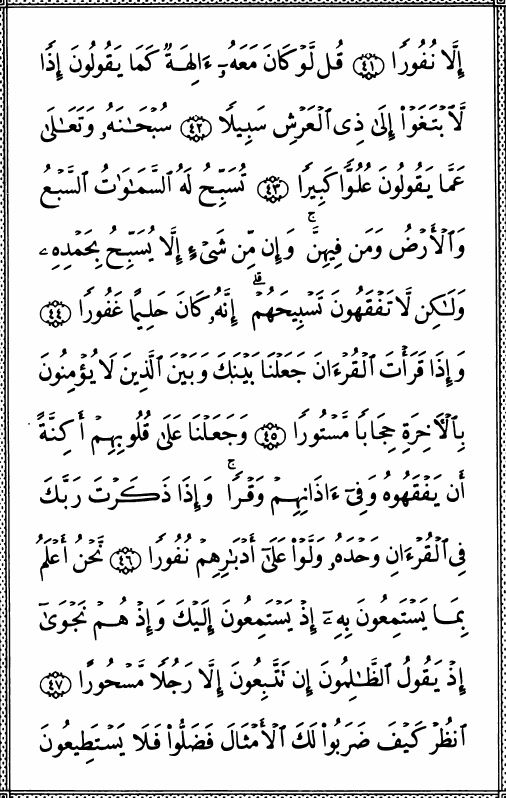 إِلَّا نُفُورًا ﴿٤١﴾ قُل لَّوْ كَانَ مَعَهُۥٓ ءَالِهَةٌ كَمَا يَقُولُونَ إِذًا
لَّٱبْتَغَوْا۟ إِلَىٰ ذِى ٱلْعَرْشِ سَبِيلًا ﴿٤٢﴾ سُبْحَـٰنَهُۥ وَتَعَـٰلَىٰ
عَمَّا يَقُولُونَ عُلُوًّا كَبِيرًا ﴿٤٣﴾ تُسَبِّحُ لَهُ ٱلسَّمَـٰوَٰتُ ٱلسَّبْعُ
وَٱلْأَرْضُ وَمَن فِيهِنَّ ۚ وَإِن مِّن شَىْءٍ إِلَّا يُسَبِّحُ بِحَمْدِهِۦ
وَلَـٰكِن لَّا تَفْقَهُونَ تَسْبِيحَهُمْ ۗ إِنَّهُۥ كَانَ حَلِيمًا غَفُورًا ﴿٤٤﴾
وَإِذَا قَرَأْتَ ٱلْقُرْءَانَ جَعَلْنَا بَيْنَكَ وَبَيْنَ ٱلَّذِينَ لَا يُؤْمِنُونَ
بِٱلْـَٔاخِرَةِ حِجَابًا مَّسْتُورًا ﴿٤٥﴾ وَجَعَلْنَا عَلَىٰ قُلُوبِهِمْ أَكِنَّةً
أَن يَفْقَهُوهُ وَفِىٓ ءَاذَانِهِمْ وَقْرًا ۚ وَإِذَا ذَكَرْتَ رَبَّكَ
فِى ٱلْقُرْءَانِ وَحْدَهُۥ وَلَّوْا۟ عَلَىٰٓ أَدْبَـٰرِهِمْ نُفُورًا ﴿٤٦﴾ نَّحْنُ أَعْلَمُ
بِمَا يَسْتَمِعُونَ بِهِۦٓ إِذْ يَسْتَمِعُونَ إِلَيْكَ وَإِذْ هُمْ نَجْوَىٰٓ
إِذْ يَقُولُ ٱلظَّـٰلِمُونَ إِن تَتَّبِعُونَ إِلَّا رَجُلًا مَّسْحُورًا ﴿٤٧﴾
ٱنظُرْ كَيْفَ ضَرَبُوا۟ لَكَ ٱلْأَمْثَالَ فَضَلُّوا۟ فَلَا يَسْتَطِيعُونَ